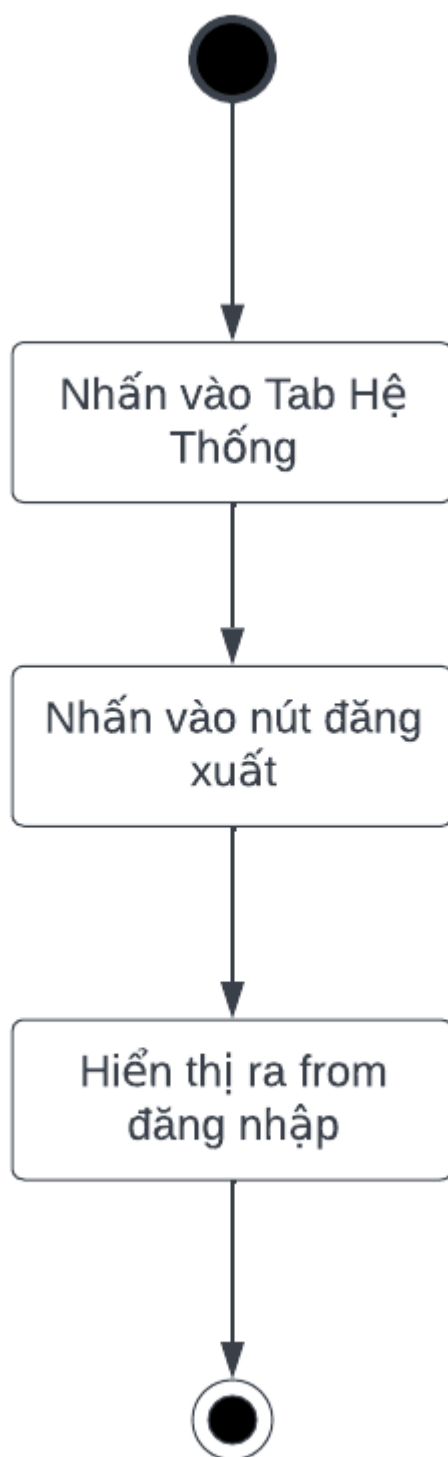 Nhấn vào Tab Hệ
Thống
Nhấn vào nút đăng
xuất
Hiển thị ra from
đăng nhập